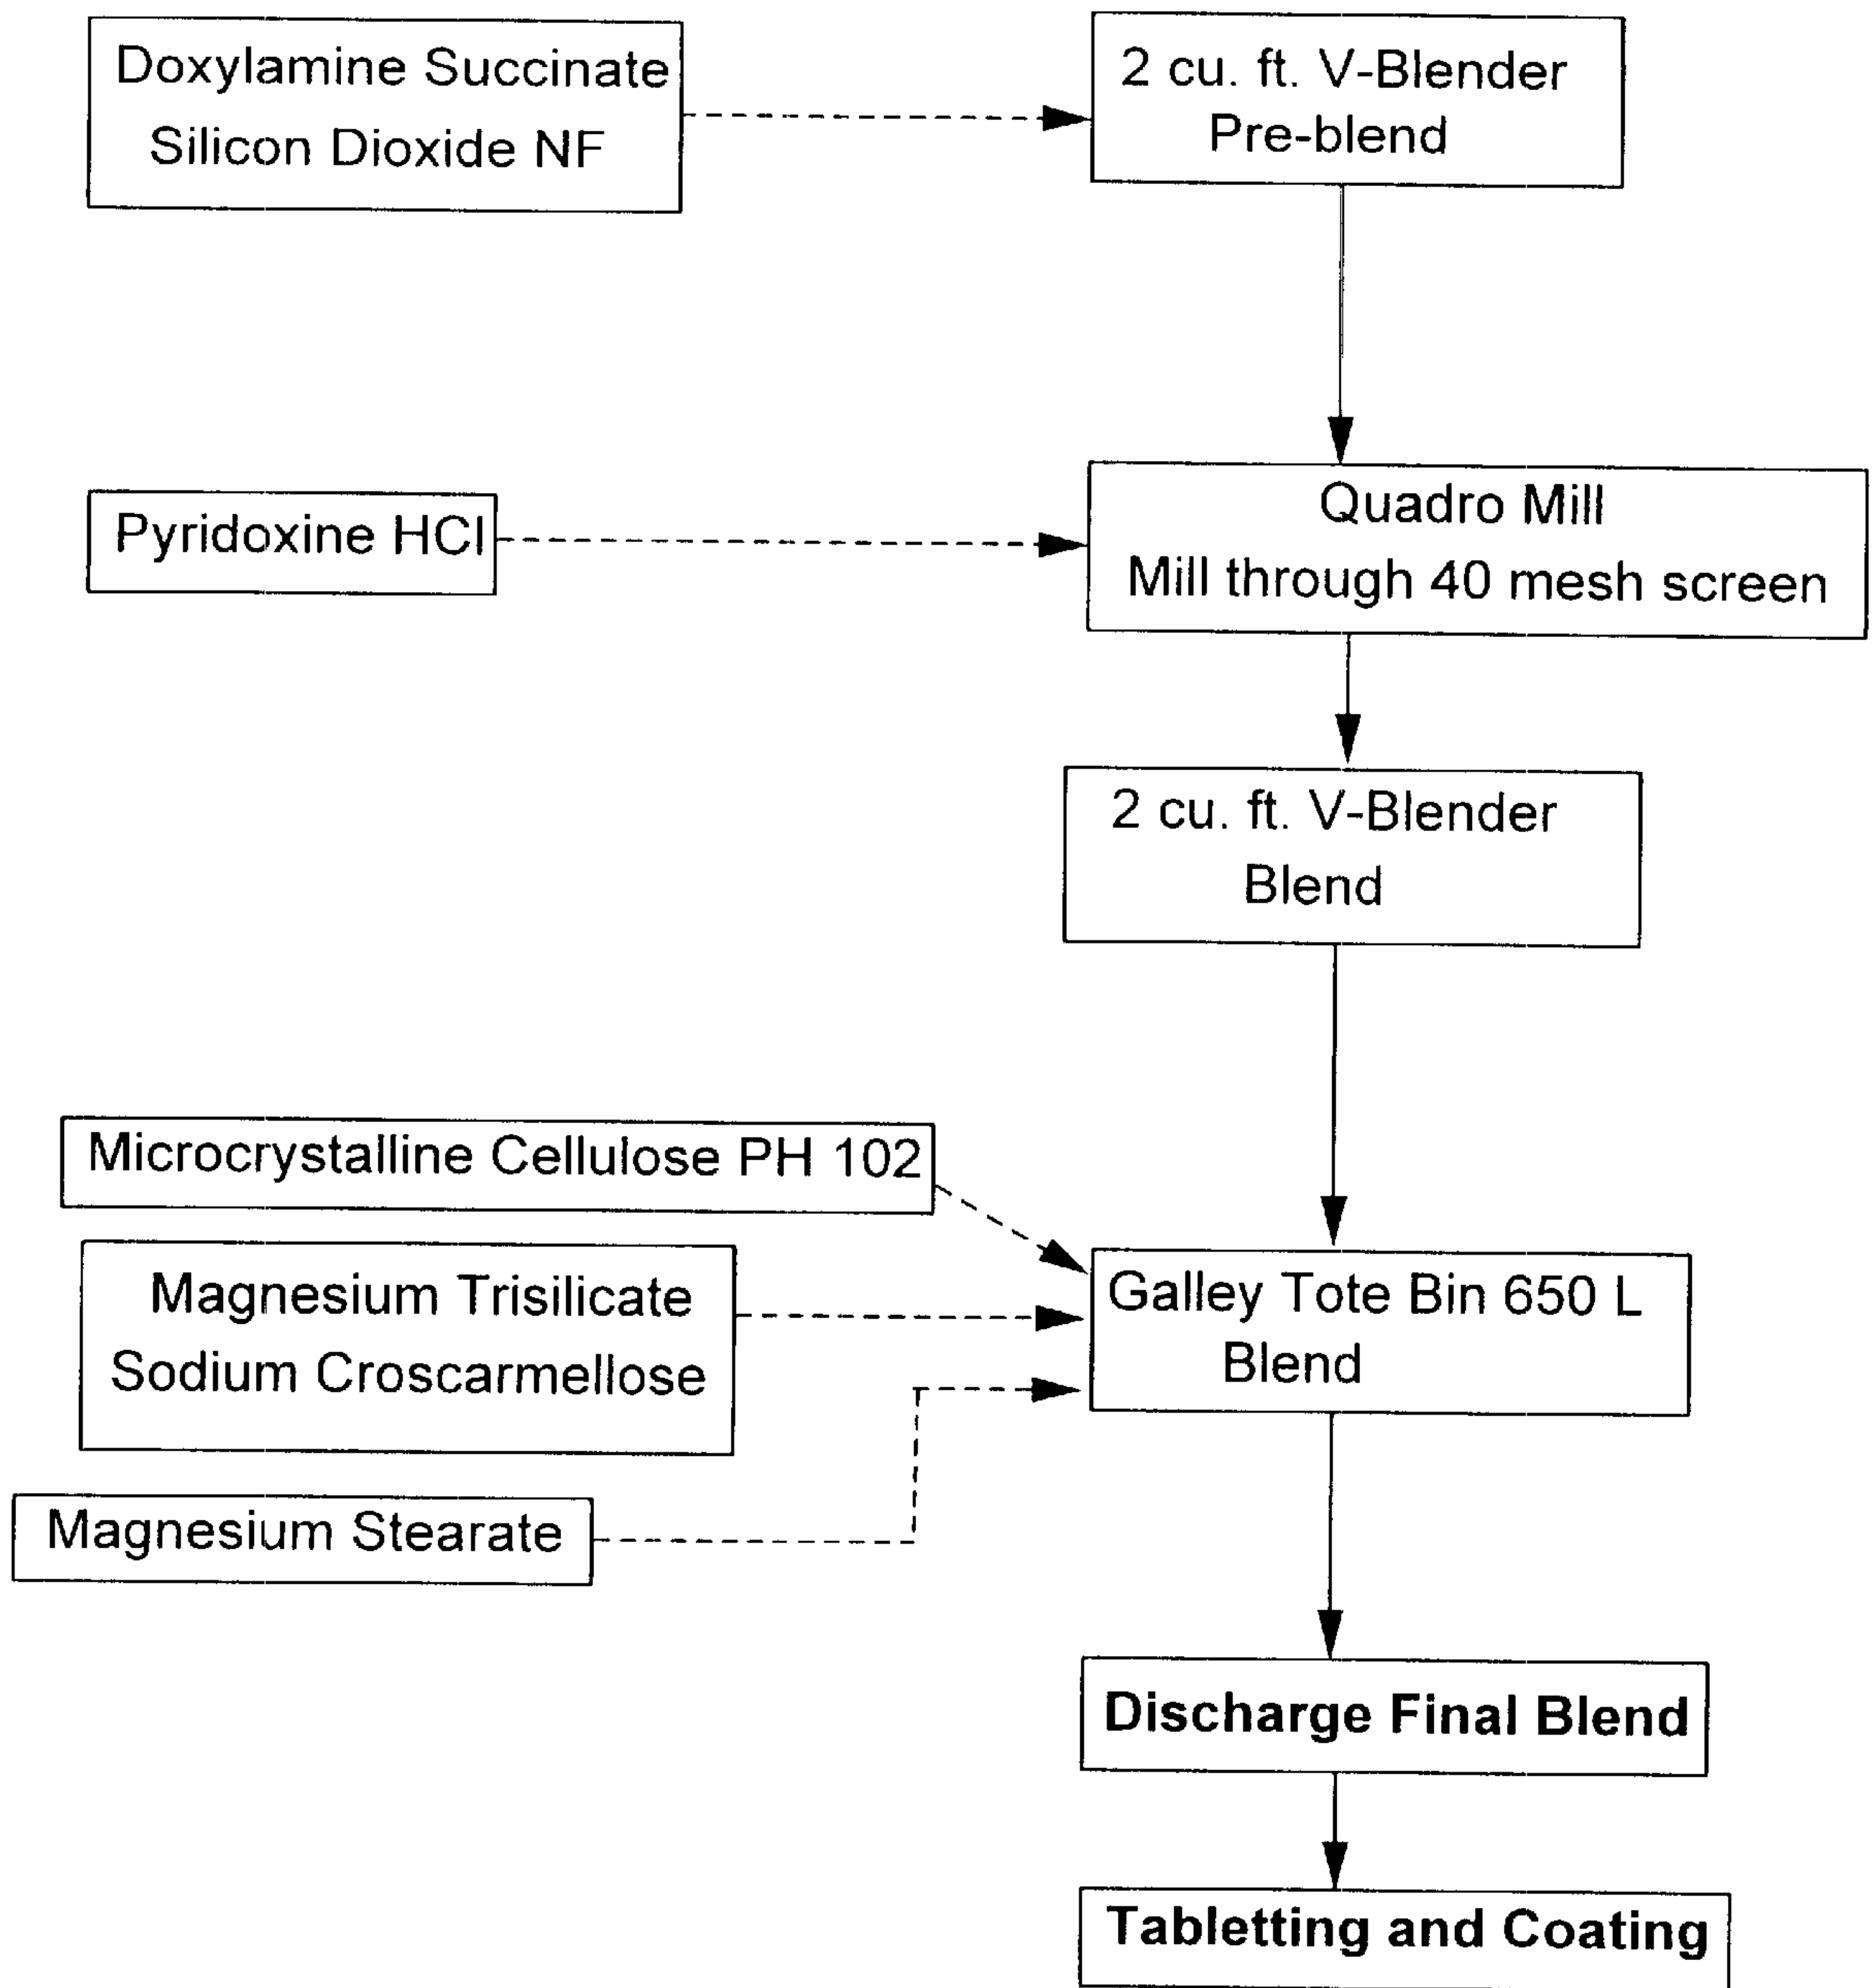 Doxylamine Succinate
Silicon Dioxide NF
2 cu. ft. V-Blender
Pre-blend
Pyridoxine HCl
Quadro Mill
Mill through 40 mesh screen
2 cu. ft. V-Blender
Blend
Microcrystalline Cellulose PH 102
Magnesium Trisilicate
Sodium Croscarmellose
Magnesium Stearate
Galley Tote Bin 650 L
Blend
Discharge Final Blend
Tabletting and Coating